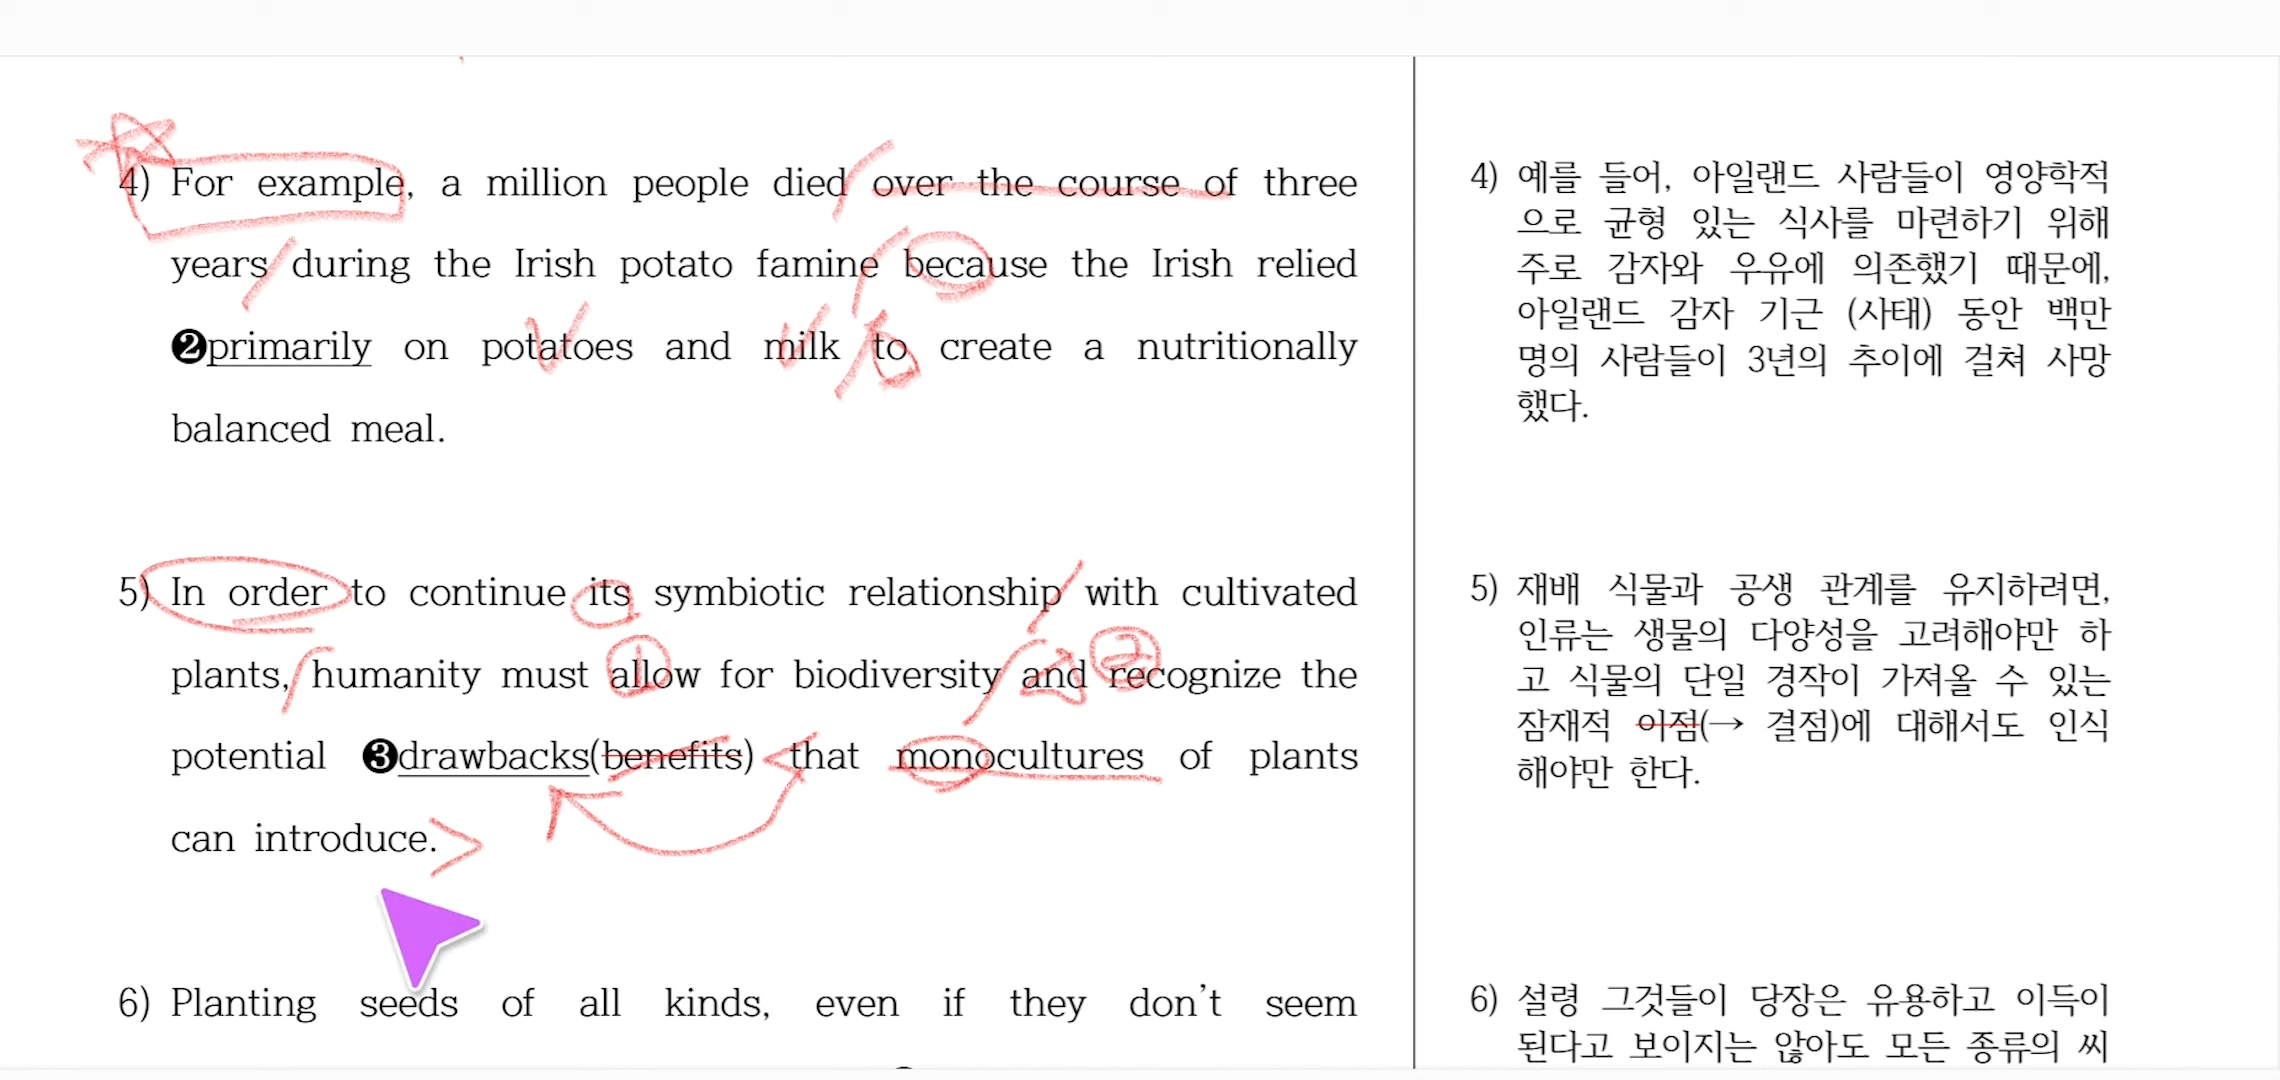 4) For example, a million people died over the course of three
years during the Irish potato famine because the Irish relied
❷primarily on potatoes and milk to create a nutritionally
balanced meal.
5) In order to continue its symbiotic relationship with cultivated
plants, humanity must allow for biodiversity and recognize the
potential ❸drawbacks(benefits) that monocultures of plants
can introduce.
6) Planting seeds of all kinds, even if they don't seem
4) 예를 들어, 아일랜드 사람들이 영양학적
으로 균형 있는 식사를 마련하기 위해
주로 감자와 우유에 의존했기 때문에,
아일랜드 감자 기근 (사태) 동안 백만
명의 사람들이 3년의 추이에 걸쳐 사망
했다.
5) 재배 식물과 공생 관계를 유지하려면,
인류는 생물의 다양성을 고려해야만 하
고 식물의 단일 경작이 가져올 수 있는
잠재적 이점(→ 결점)에 대해서도 인식
해야만 한다.
6) 설령 그것들이 당장은 유용하고 이득이
된다고 보이지는 않아도 모든 종류의 씨